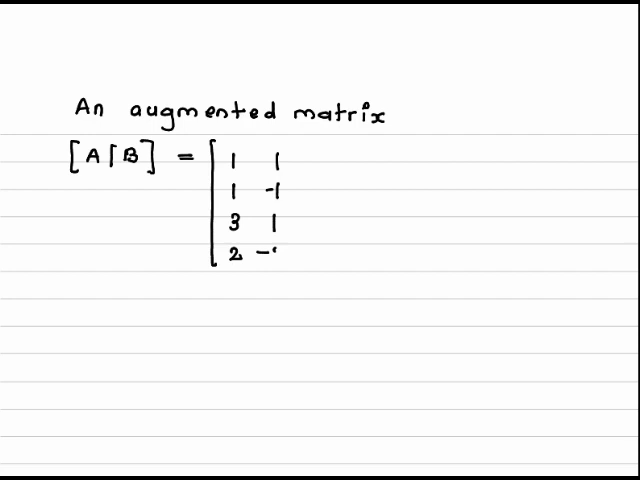 An augmented matrix
[A|B] = [ 1 1
1 -1
3 1
2 -